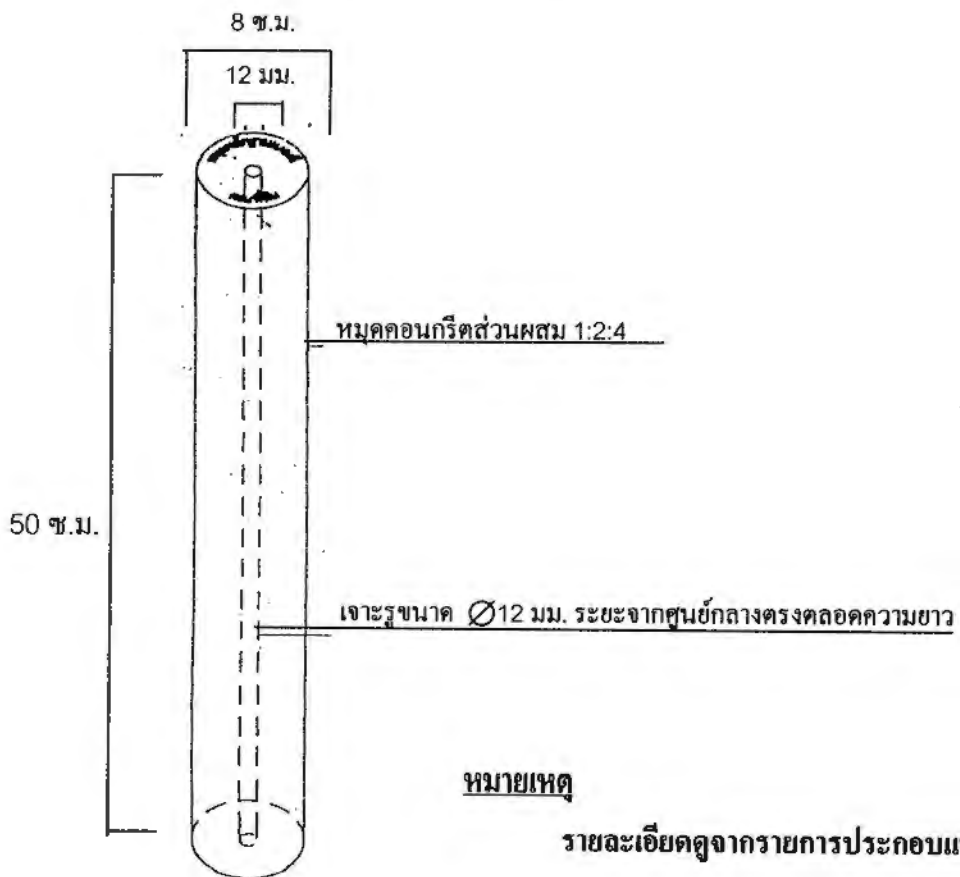 8 ซ.ม.
12 มม.
หมุดคอนกรีตส่วนผสม 1:2:4
50 ซ.ม.
เจาะรูขนาด ∅12 มม. ระยะจากศูนย์กลางตรงตลอดความยาว
หมายเหตุ
รายละเอียดดูจากรายการประกอบแ